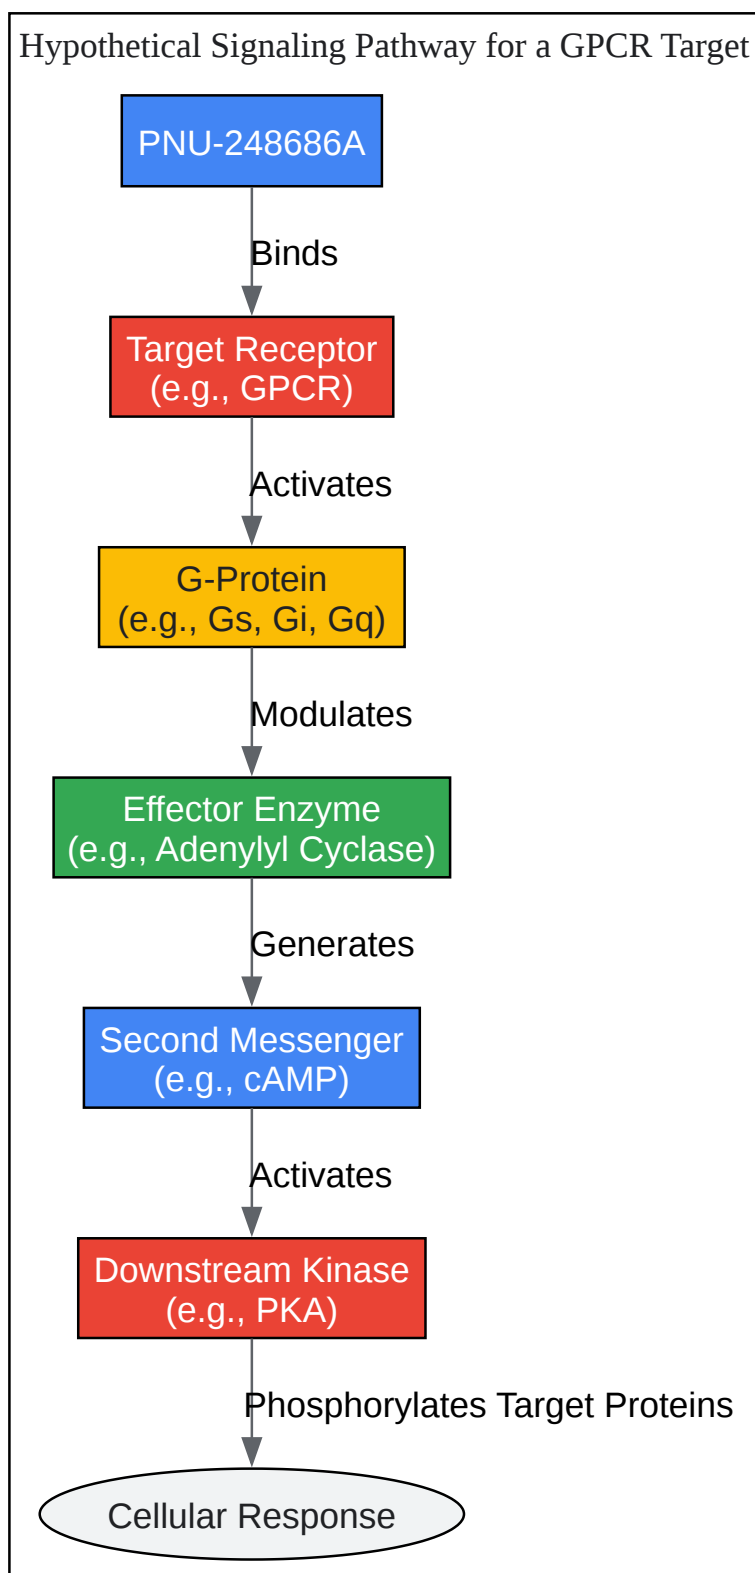 Hypothetical Signaling Pathway for a GPCR Target
PNU-248686A
Binds
Target Receptor
(e.g., GPCR)
Activates
G-Protein
(e.g., Gs, Gi, Gq)
Modulates
Effector Enzyme
(e.g., Adenylyl Cyclase)
Generates
Second Messenger
(e.g., cAMP)
Activates
Downstream Kinase
(e.g., PKA)
Phosphorylates Target Proteins
Cellular Response